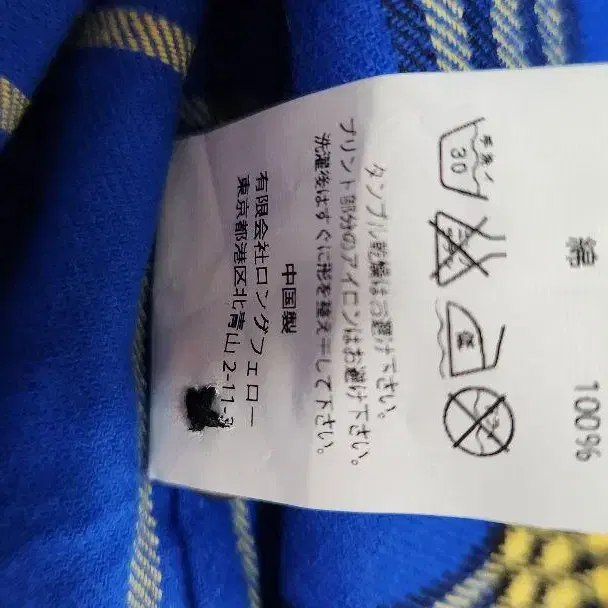 綿 100%
手洗イ
30
タンブル乾燥はお避け下さい。
プリント部分のアイロンはお避け下さい。
洗濯後はすぐに形を整え干して下さい。
中国製
有限会社ロングフェロー
東京都港区北青山2-11-3